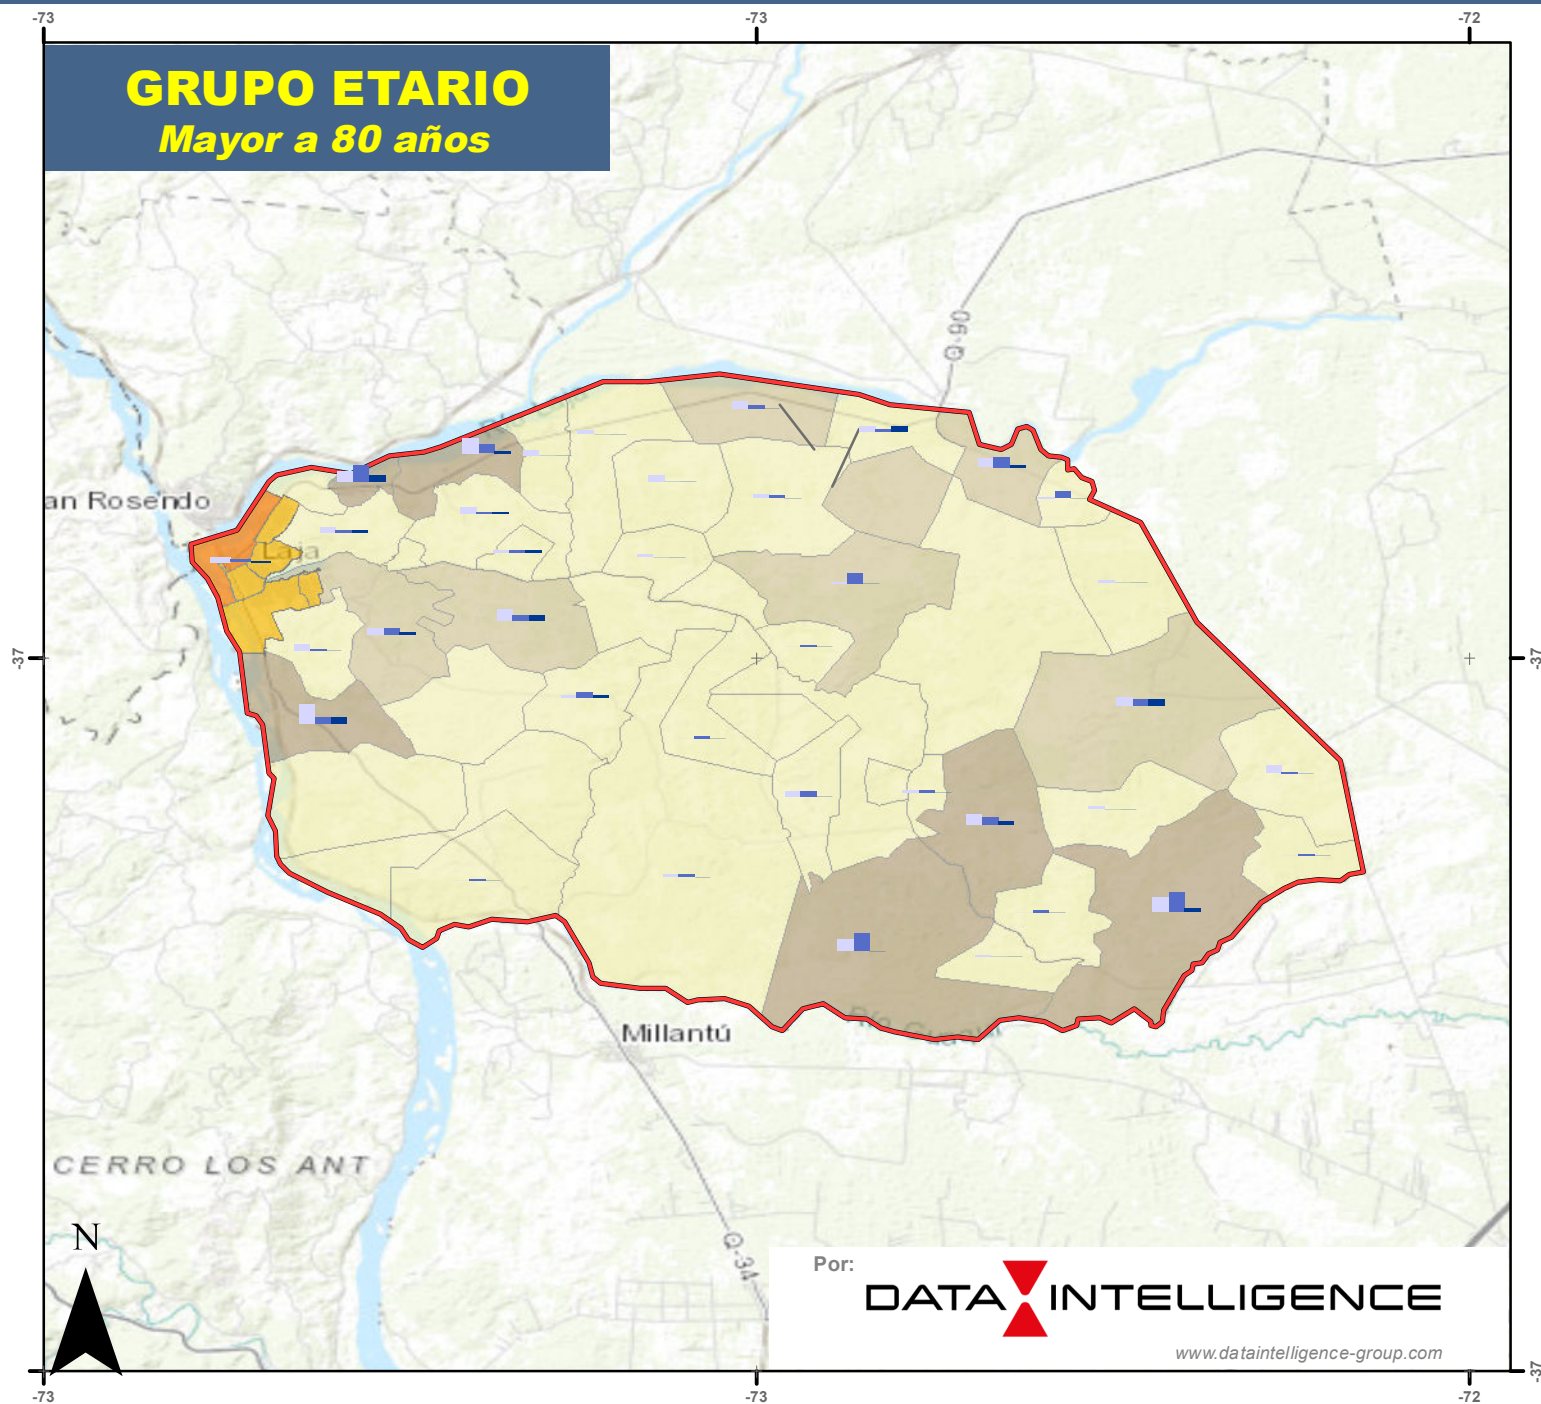 -73
-73
-72
GRUPO ETARIO
Mayor a 80 años
Q-90
an Rosendo
Laja
-37
-37
Millantú
CERRO LOS ANT
Q-34
N
Por:
DATA INTELLIGENCE
www.dataintelligence-group.com
-37
-73
-73
-72